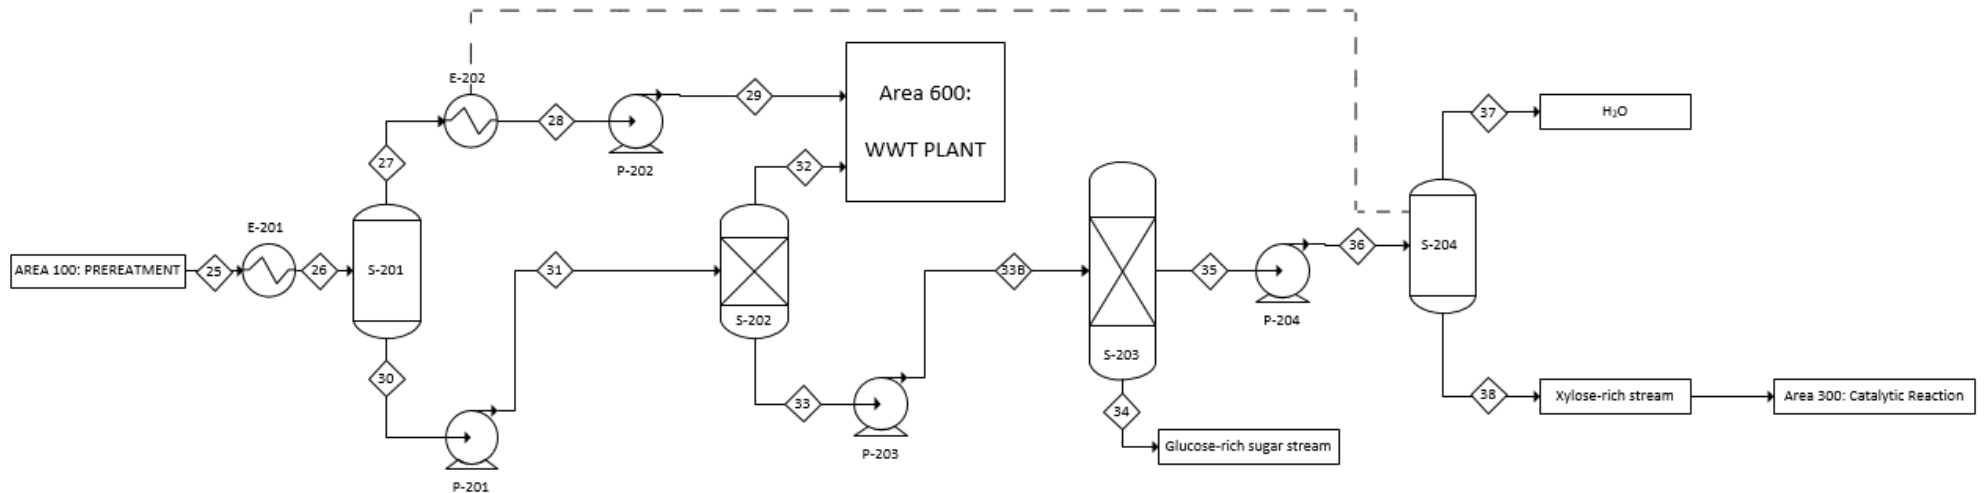 E-202
29
Area 600:
WWT PLANT
28
P-202
27
32
37
H₂O
E-201
AREA 100: PREREATMENT
25
26
S-201
31
S-202
33B
S-203
35
P-204
36
S-204
30
P-201
33
P-203
34
Glucose-rich sugar stream
38
Xylose-rich stream
Area 300: Catalytic Reaction